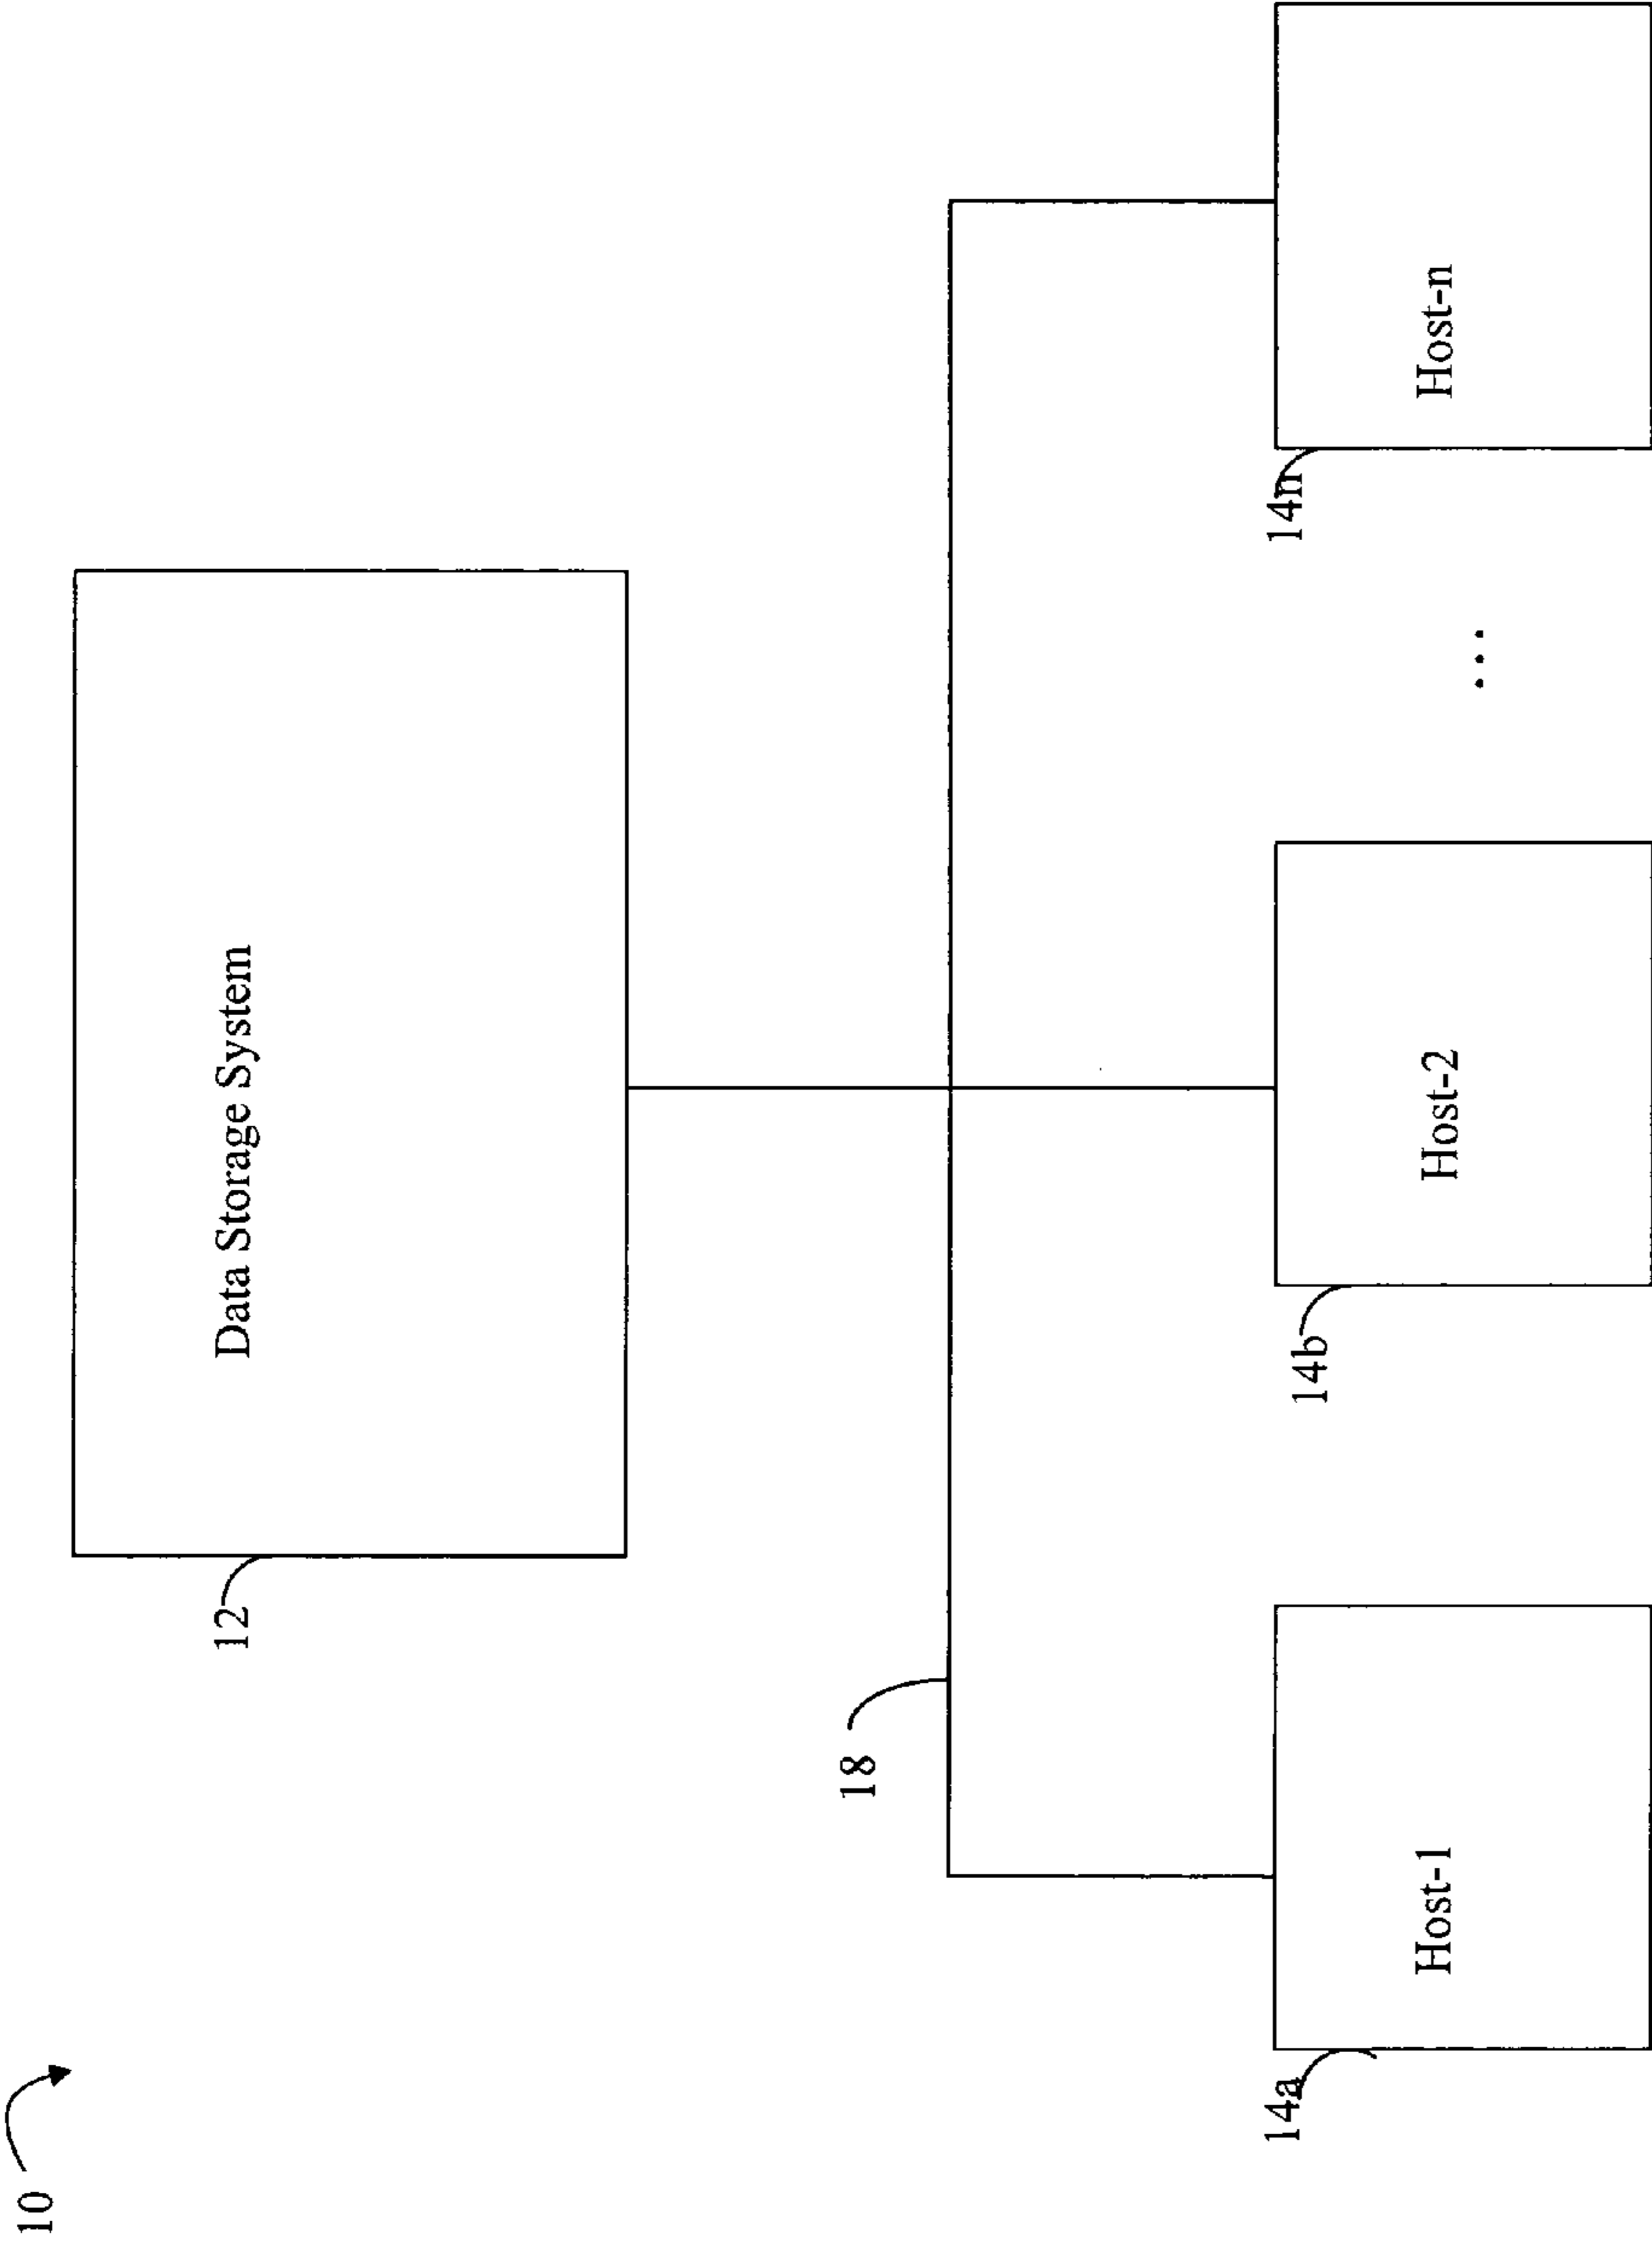 10
12
Data Storage System
18
14a
Host-1
14b
Host-2
...
14n
Host-n